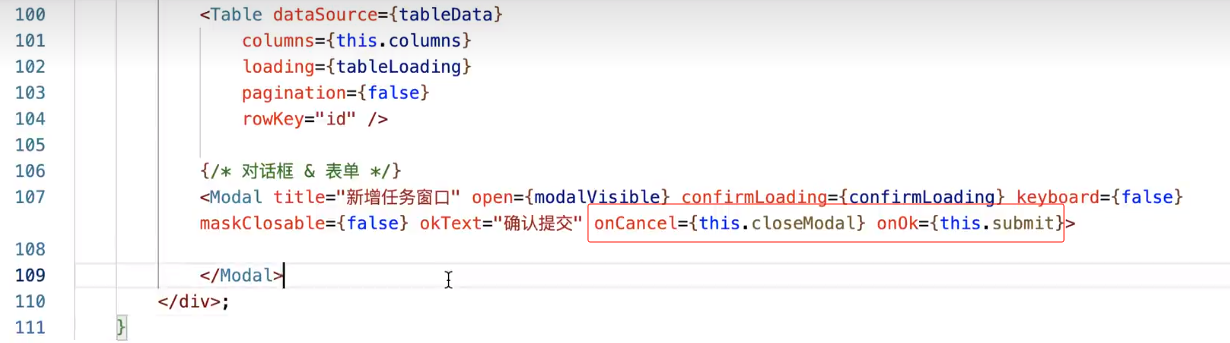 100 <Table dataSource={tableData}
101 columns={this.columns}
102 loading={tableLoading}
103 pagination={false}
104 rowKey="id" />
105
106 {/* 对话框 & 表单 */}
107 <Modal title="新增任务窗口" open={modalVisible} confirmLoading={confirmLoading} keyboard={false}
maskClosable={false} okText="确认提交" onCancel={this.closeModal} onOk={this.submit}>
108
109 </Modal>
110 </div>;
111 }